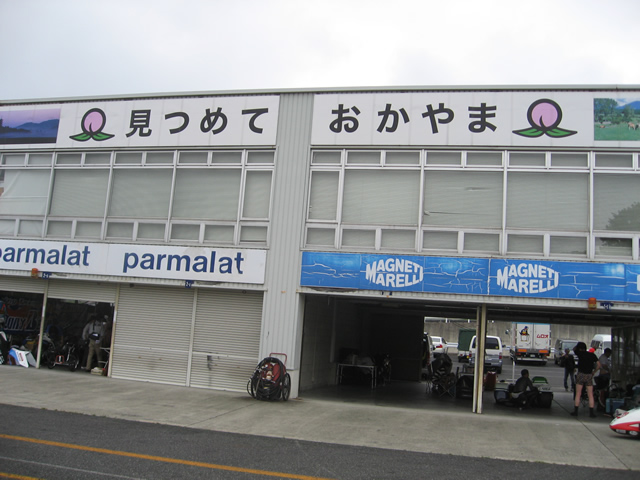 見つめて
おかやま
parmalat parmalat
MAGNETI MARELLI
MAGNETI MARELLI